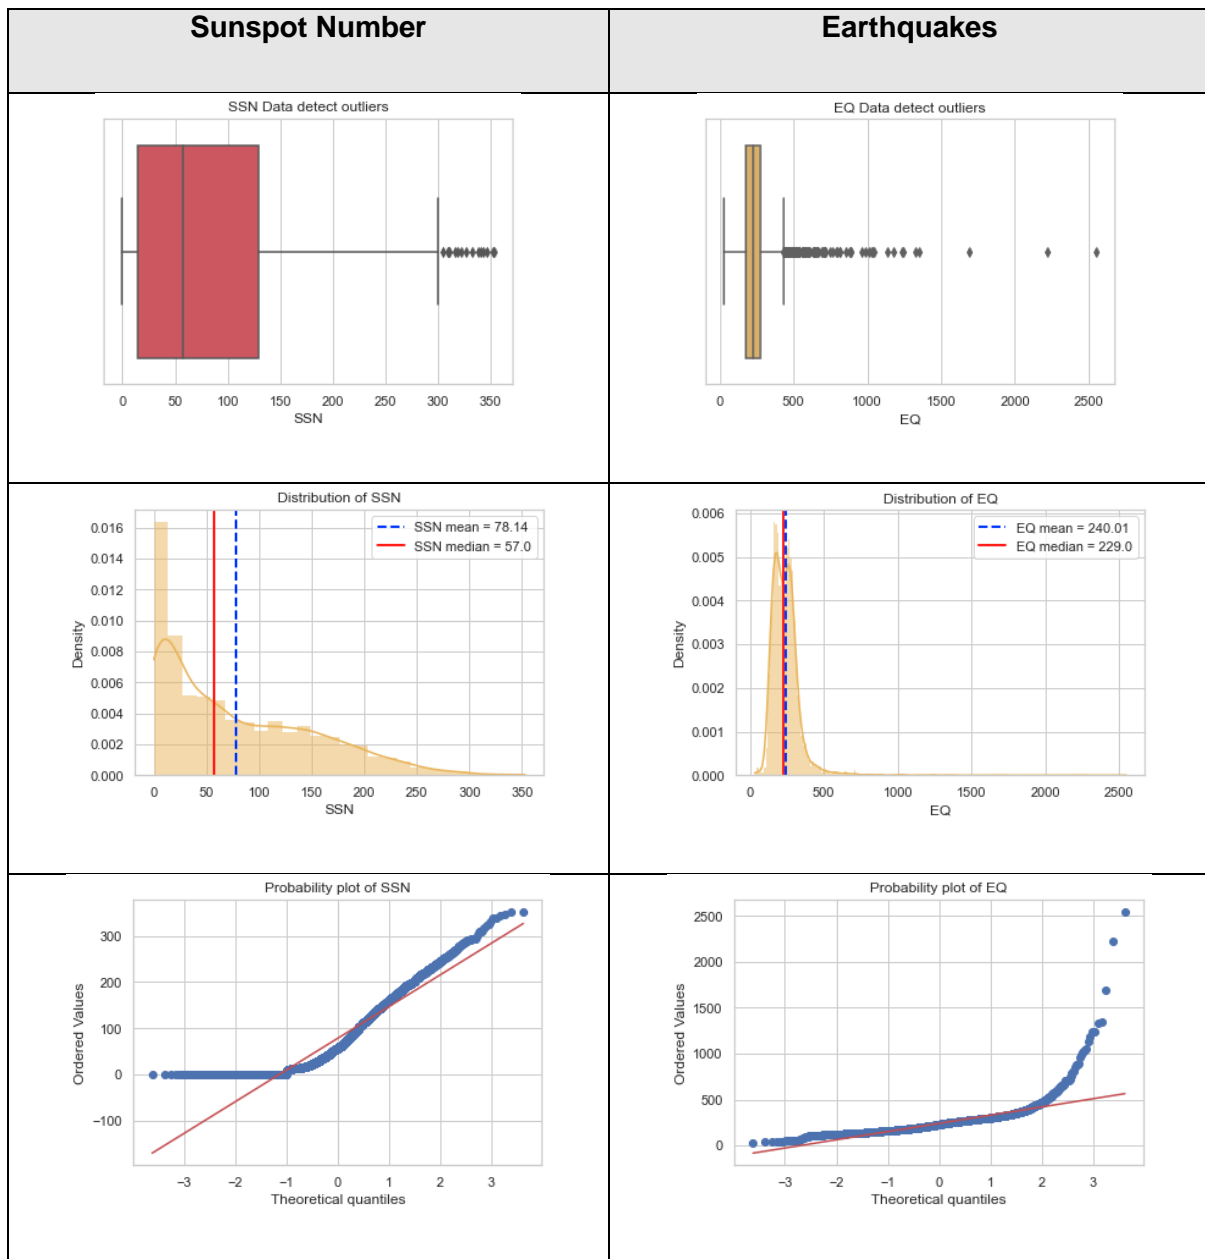 Sunspot Number
Earthquakes
SSN Data detect outliers
0 50 100 150 200 250 300 350
SSN
EQ Data detect outliers
0 500 1000 1500 2000 2500
EQ
Distribution of SSN
SSN mean = 78.14
SSN median = 57.0
0.016
0.014
0.012
0.010
0.008
0.006
0.004
0.002
0.000
Density
0 50 100 150 200 250 300 350
SSN
Distribution of EQ
EQ mean = 240.01
EQ median = 229.0
0.006
0.005
0.004
0.003
0.002
0.001
0.000
Density
0 500 1000 1500 2000 2500
EQ
Probability plot of SSN
300
200
100
0
−100
Ordered Values
−3 −2 −1 0 1 2 3
Theoretical quantiles
Probability plot of EQ
2500
2000
1500
1000
500
0
Ordered Values
−3 −2 −1 0 1 2 3
Theoretical quantiles